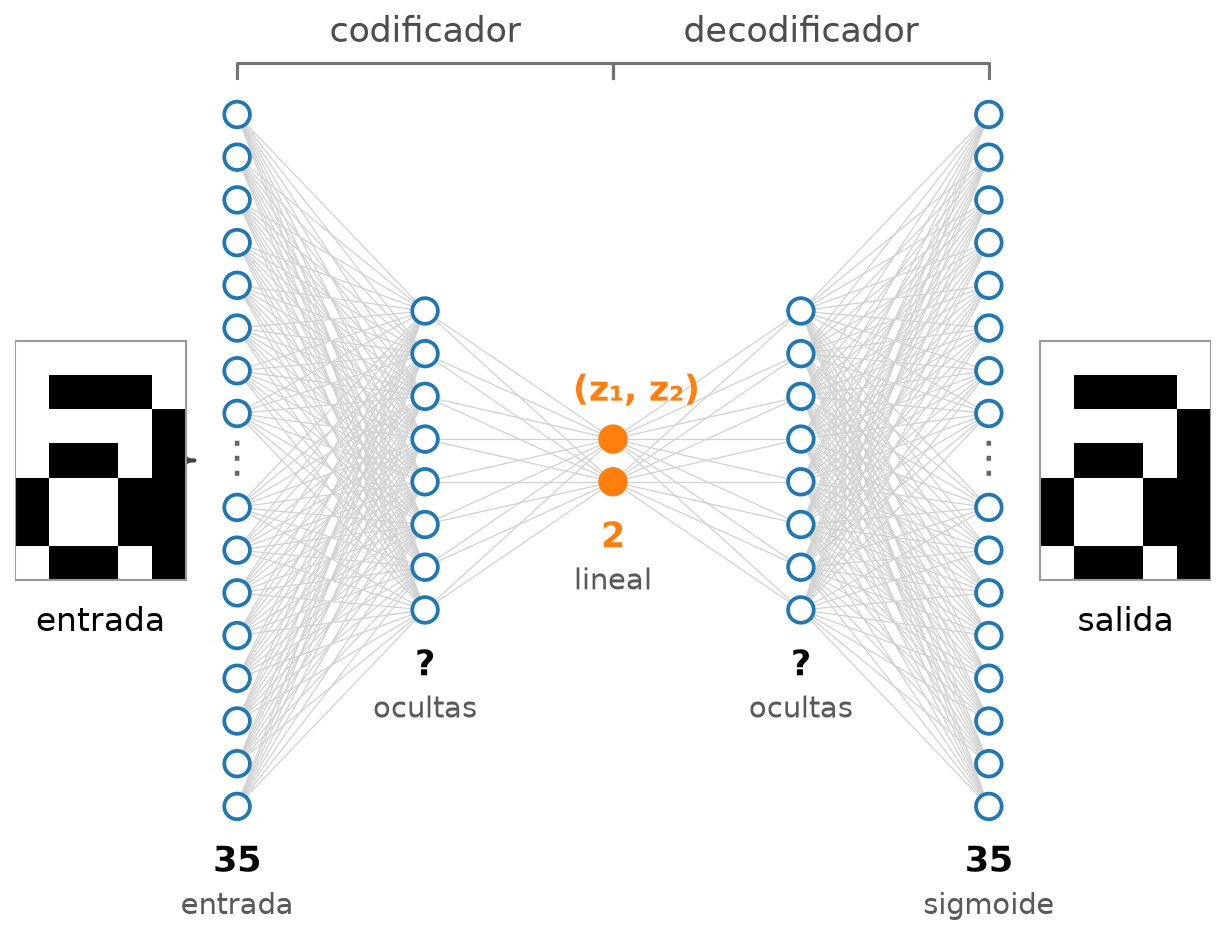 codificador
decodificador
(z₁, z₂)
2
lineal
entrada
salida
?
ocultas
?
ocultas
35
entrada
35
sigmoide